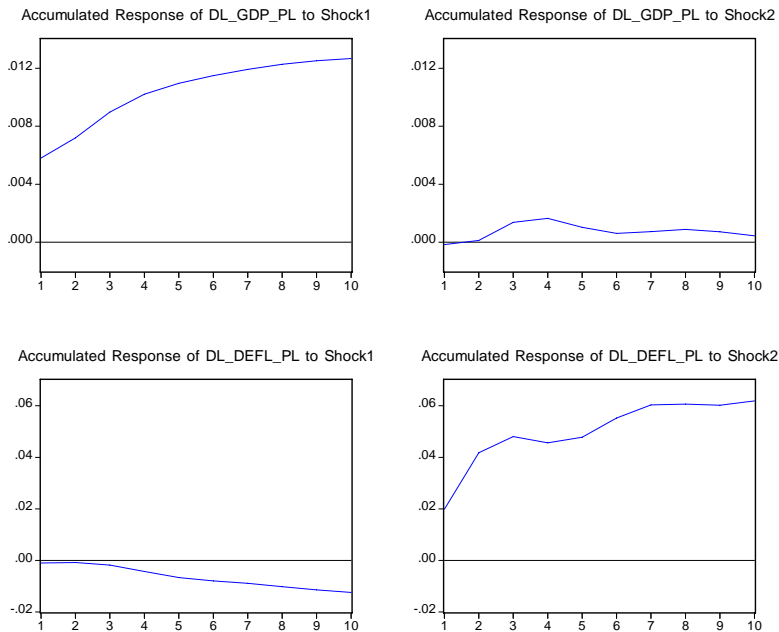 Accumulated Response of DL_GDP_PL to Shock1
.012
.008
.004
.000
1 2 3 4 5 6 7 8 9 10
Accumulated Response of DL_GDP_PL to Shock2
.012
.008
.004
.000
1 2 3 4 5 6 7 8 9 10
Accumulated Response of DL_DEFL_PL to Shock1
.06
.04
.02
.00
-.02
1 2 3 4 5 6 7 8 9 10
Accumulated Response of DL_DEFL_PL to Shock2
.06
.04
.02
.00
-.02
1 2 3 4 5 6 7 8 9 10